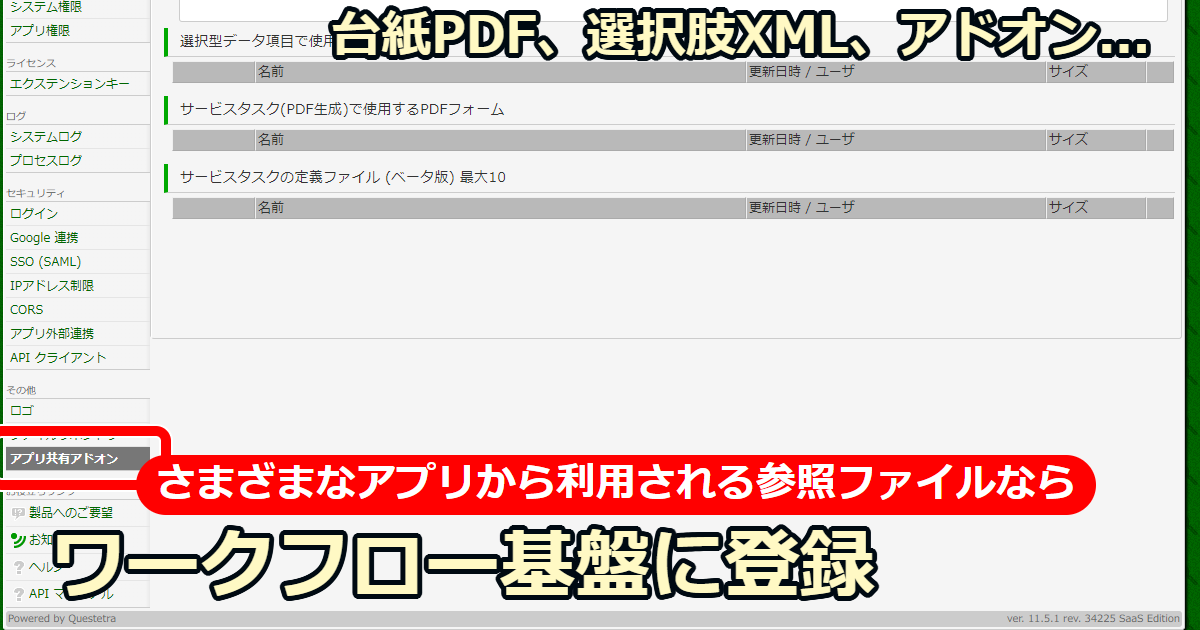 システム権限
アプリ権限
ライセンス
エクステンションキー
ログ
システムログ
プロセスログ
セキュリティ
ログイン
Google 連携
SSO (SAML)
IPアドレス制限
CORS
アプリ外部連携
API クライアント
その他
ロゴ
アプリ共有アドオン
製品へのご要望
お知
ヘルプ
API マ
ル
台紙PDF、選択肢XML、アドオン...
選択型データ項目で使用
名前 更新日時 / ユーザ サイズ
サービスタスク(PDF生成)で使用するPDFフォーム
名前 更新日時 / ユーザ サイズ
サービスタスクの定義ファイル (ベータ版) 最大10
名前 更新日時 / ユーザ サイズ
さまざまなアプリから利用される参照ファイルなら
ワークフロー基盤に登録
Powered by Questetra
ver. 11.5.1 rev. 34225 SaaS Edition